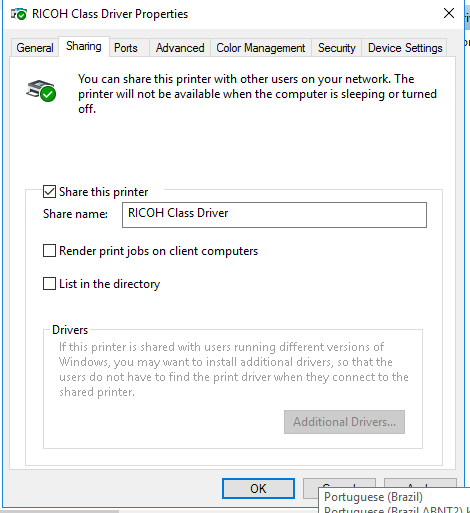 RICOH Class Driver Properties
General Sharing Ports Advanced Color Management Security Device Settings
You can share this printer with other users on your network. The
printer will not be available when the computer is sleeping or turned
off.
Share this printer
Share name: RICOH Class Driver
Render print jobs on client computers
List in the directory
Drivers
If this printer is shared with users running different versions of
Windows, you may want to install additional drivers, so that the
users do not have to find the print driver when they connect to the
shared printer.
Additional Drivers...
OK
Portuguese (Brazil)
Portuguese (Brazil ABNT2)